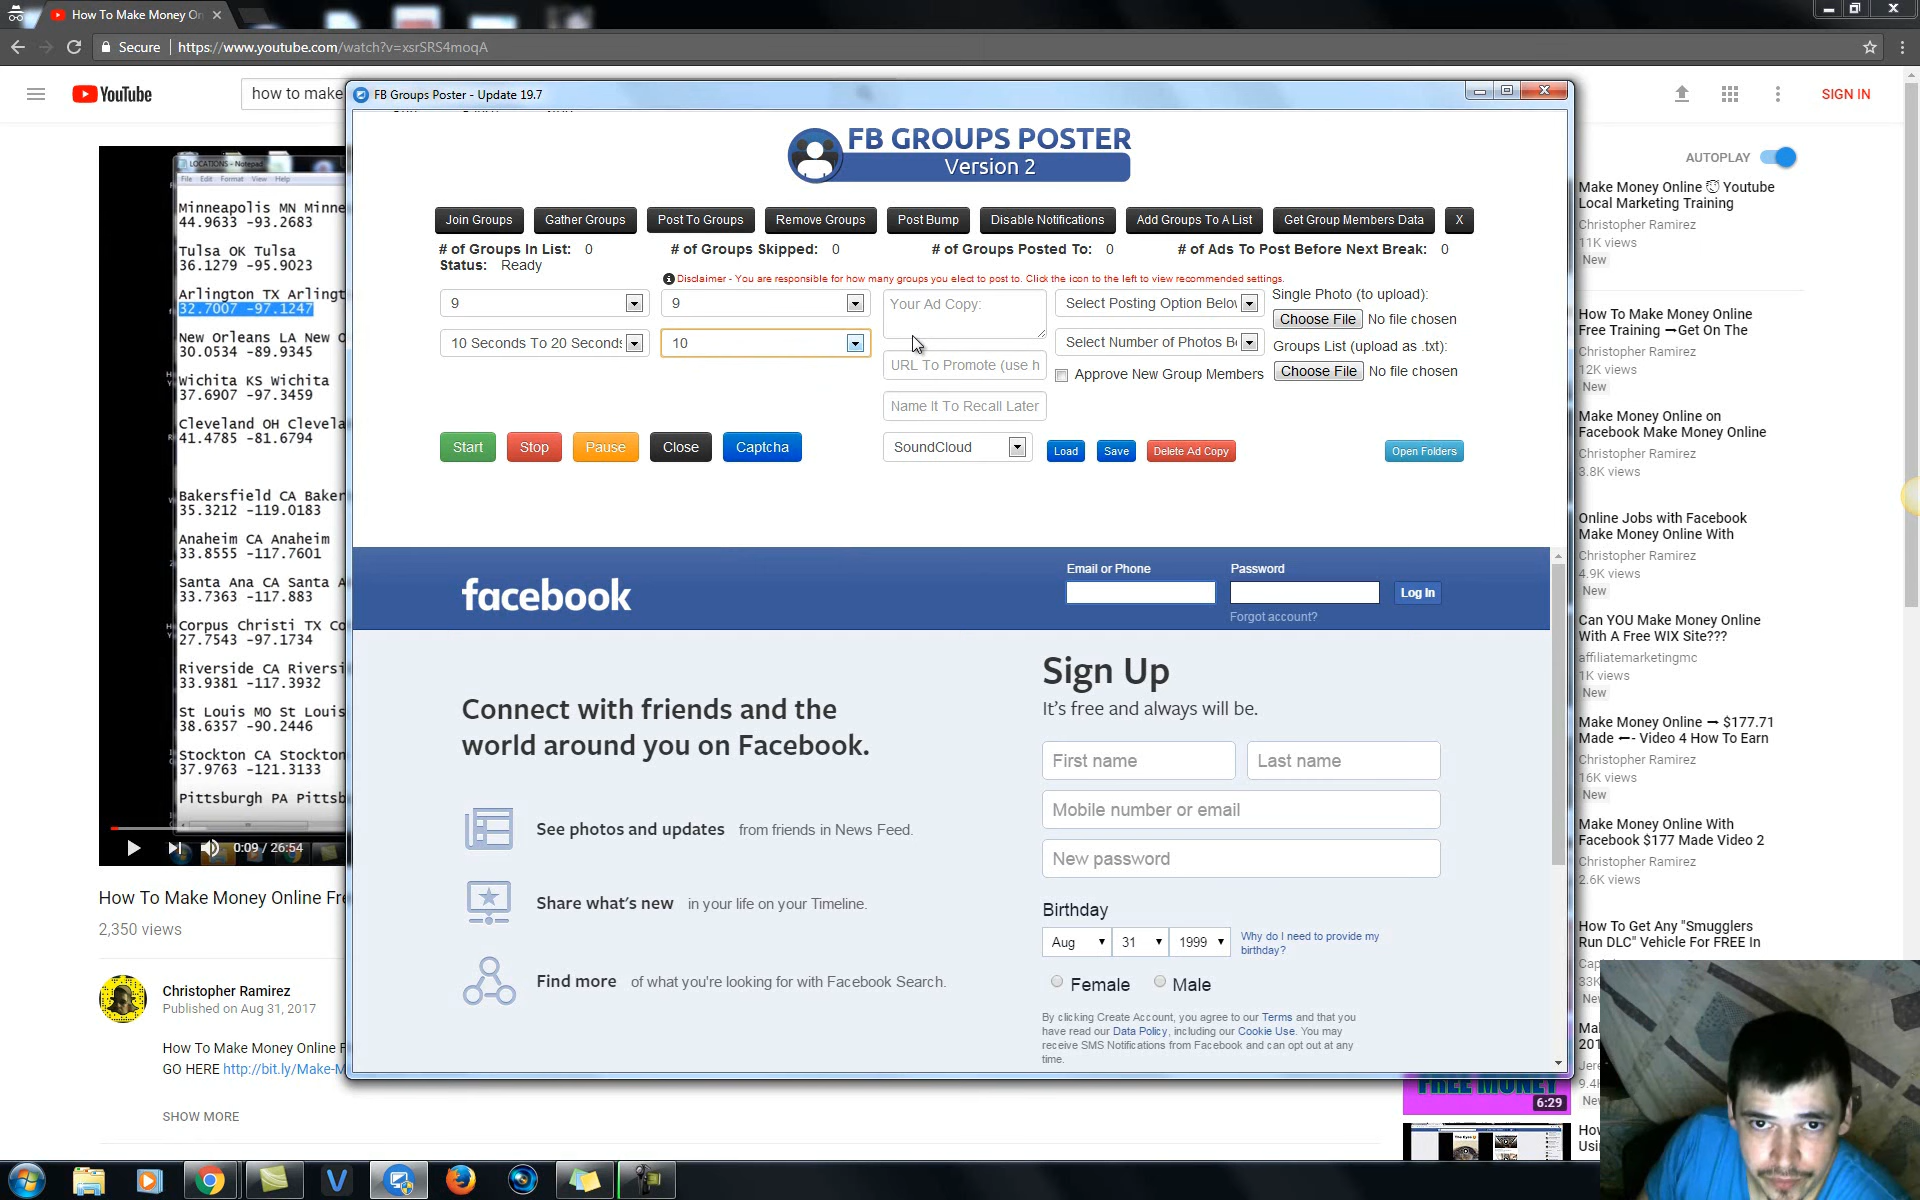 How To Make Money On
Secure
https://www.youtube.com/watch?v=xsrSRS4moqA
YouTube
how to make
SIGN IN
FB Groups Poster - Update 19.7
FB GROUPS POSTER
Version 2
Join Groups
Gather Groups
Post To Groups
Remove Groups
Post Bump
Disable Notifications
Add Groups To A List
Get Group Members Data
X
# of Groups In List: 0
# of Groups Skipped: 0
# of Groups Posted To: 0
# of Ads To Post Before Next Break: 0
Status: Ready
Disclaimer - You are responsible for how many groups you elect to post to. Click the icon to the left to view recommended settings.
9
9
Your Ad Copy:
Select Posting Option Below
Single Photo (to upload):
Choose File No file chosen
10 Seconds To 20 Seconds
10
Select Number of Photos Be
Groups List (upload as .txt):
URL To Promote (use h
Approve New Group Members
Choose File No file chosen
Name It To Recall Later
Start
Stop
Pause
Close
Captcha
SoundCloud
Load
Save
Delete Ad Copy
Open Folders
facebook
Email or Phone
Password
Log In
Forgot account?
Connect with friends and the
world around you on Facebook.
See photos and updates from friends in News Feed.
Share what's new in your life on your Timeline.
Find more of what you're looking for with Facebook Search.
Sign Up
It's free and always will be.
First name
Last name
Mobile number or email
New password
Birthday
Aug
31
1999
Why do I need to provide my
birthday?
Female
Male
By clicking Create Account, you agree to our Terms and that you
have read our Data Policy, including our Cookie Use. You may
receive SMS Notifications from Facebook and can opt out at any
time.
LOCATIONS - Notepad
File Edit Format View Help
Minneapolis MN Minne
44.9633 -93.2683
Tulsa OK Tulsa
36.1279 -95.9023
Arlington TX Arlingt
32.7007 -97.1247
New Orleans LA New O
30.0534 -89.9345
Wichita KS Wichita
37.6907 -97.3459
Cleveland OH Clevelan
41.4785 -81.6794
Bakersfield CA Baker
35.3212 -119.0183
Anaheim CA Anaheim
33.8555 -117.7601
Santa Ana CA Santa A
33.7363 -117.883
Corpus Christi TX Co
27.7543 -97.1734
Riverside CA Riversi
33.9381 -117.3932
St Louis MO St Louis
38.6357 -90.2446
Stockton CA Stockton
37.9763 -121.3133
Pittsburgh PA Pittsb
0:09 / 26:54
How To Make Money Online Fre
2,350 views
Christopher Ramirez
Published on Aug 31, 2017
How To Make Money Online F
GO HERE http://bit.ly/Make-M
SHOW MORE
AUTOPLAY
Make Money Online Youtube
Local Marketing Training
Christopher Ramirez
11K views
New
How To Make Money Online
Free Training ➞Get On The
Christopher Ramirez
12K views
New
Make Money Online on
Facebook Make Money Online
Christopher Ramirez
3.8K views
Online Jobs with Facebook
Make Money Online With
Christopher Ramirez
4.9K views
New
Can YOU Make Money Online
With A Free WIX Site???
affiliatemarketingmc
1K views
New
Make Money Online ➞ $177.71
Made ⬅- Video 4 How To Earn
Christopher Ramirez
16K views
New
Make Money Online With
Facebook $177 Made Video 2
Christopher Ramirez
2.6K views
How To Get Any "Smugglers
Run DLC" Vehicle For FREE In
33K
FREE MONEY
6:29